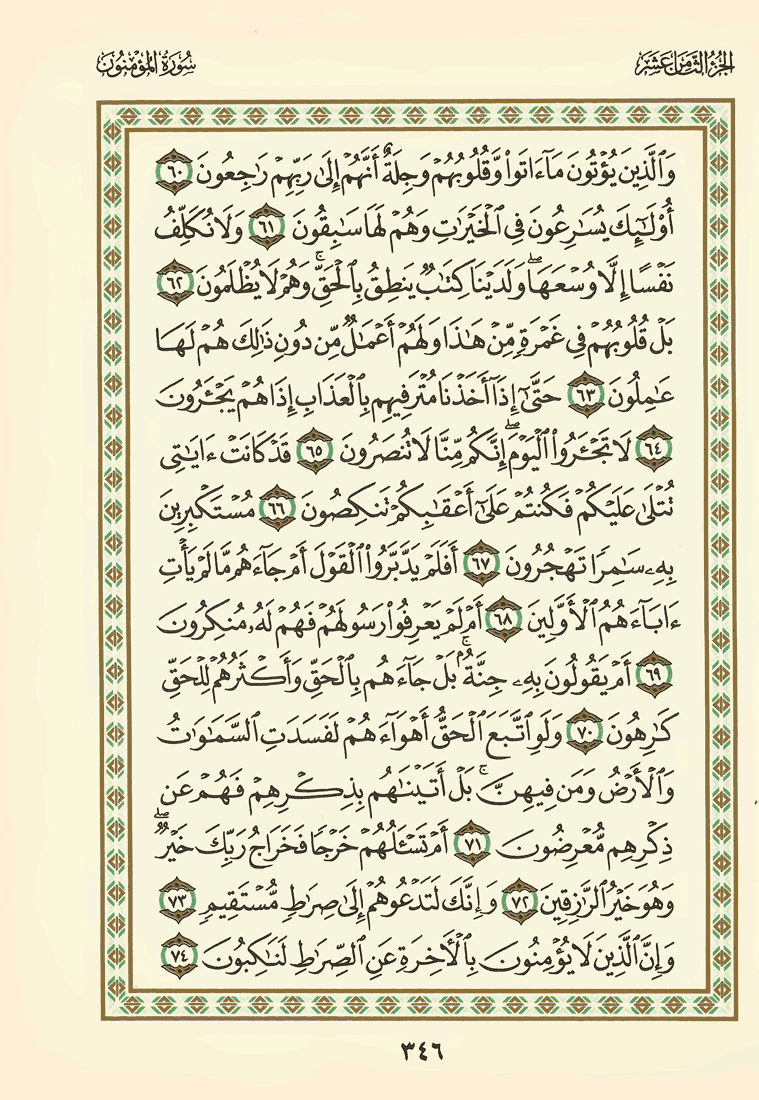 الجزء الثامن عشر
سورة المؤمنون
وَالَّذِينَ يُؤْتُونَ مَآ ءَاتَوا۟ وَّقُلُوبُهُمْ وَجِلَةٌ أَنَّهُمْ إِلَىٰ رَبِّهِمْ رَٰجِعُونَ ٦٠
أُو۟لَٰٓئِكَ يُسَٰرِعُونَ فِى ٱلْخَيْرَٰتِ وَهُمْ لَهَا سَٰبِقُونَ ٦١ وَلَا نُكَلِّفُ
نَفْسًا إِلَّا وُسْعَهَا ۖ وَلَدَيْنَا كِتَٰبٌ يَنطِقُ بِٱلْحَقِّ ۚ وَهُمْ لَا يُظْلَمُونَ ٦٢
بَلْ قُلُوبُهُمْ فِى غَمْرَةٍ مِّنْ هَٰذَا وَلَهُمْ أَعْمَٰلٌ مِّن دُونِ ذَٰلِكَ هُمْ لَهَا
عَٰمِلُونَ ٦٣ حَتَّىٰٓ إِذَآ أَخَذْنَا مُتْرَفِيهِم بِٱلْعَذَابِ إِذَا هُمْ يَجْـَٔرُونَ
٦٤ لَا تَجْـَٔرُوا۟ ٱلْيَوْمَ ۖ إِنَّكُم مِّنَّا لَا تُنصَرُونَ ٦٥ قَدْ كَانَتْ ءَايَٰتِى
تُتْلَىٰ عَلَيْكُمْ فَكُنتُمْ عَلَىٰٓ أَعْقَٰبِكُمْ تَنكِصُونَ ٦٦ مُسْتَكْبِرِينَ
بِهِۦ سَٰمِرًا تَهْجُرُونَ ٦٧ أَفَلَمْ يَدَّبَّرُوا۟ ٱلْقَوْلَ أَمْ جَآءَهُم مَّا لَمْ يَأْتِ
ءَابَآءَهُمُ ٱلْأَوَّلِينَ ٦٨ أَمْ لَمْ يَعْرِفُوا۟ رَسُولَهُمْ فَهُمْ لَهُۥ مُنكِرُونَ
٦٩ أَمْ يَقُولُونَ بِهِۦ جِنَّةٌۢ ۚ بَلْ جَآءَهُم بِٱلْحَقِّ وَأَكْثَرُهُمْ لِلْحَقِّ
كَٰرِهُونَ ٧٠ وَلَوِ ٱتَّبَعَ ٱلْحَقُّ أَهْوَآءَهُمْ لَفَسَدَتِ ٱلسَّمَٰوَٰتُ
وَٱلْأَرْضُ وَمَن فِيهِنَّ ۚ بَلْ أَتَيْنَٰهُم بِذِكْرِهِمْ فَهُمْ عَن
ذِكْرِهِم مُّعْرِضُونَ ٧١ أَمْ تَسْـَٔلُهُمْ خَرْجًا فَخَرَاجُ رَبِّكَ خَيْرٌ ۖ
وَهُوَ خَيْرُ ٱلرَّٰزِقِينَ ٧٢ وَإِنَّكَ لَتَدْعُوهُمْ إِلَىٰ صِرَٰطٍ مُّسْتَقِيمٍ ٧٣
وَإِنَّ ٱلَّذِينَ لَا يُؤْمِنُونَ بِٱلْءَاخِرَةِ عَنِ ٱلصِّرَٰطِ لَنَٰكِبُونَ ٧٤
٣٤٦